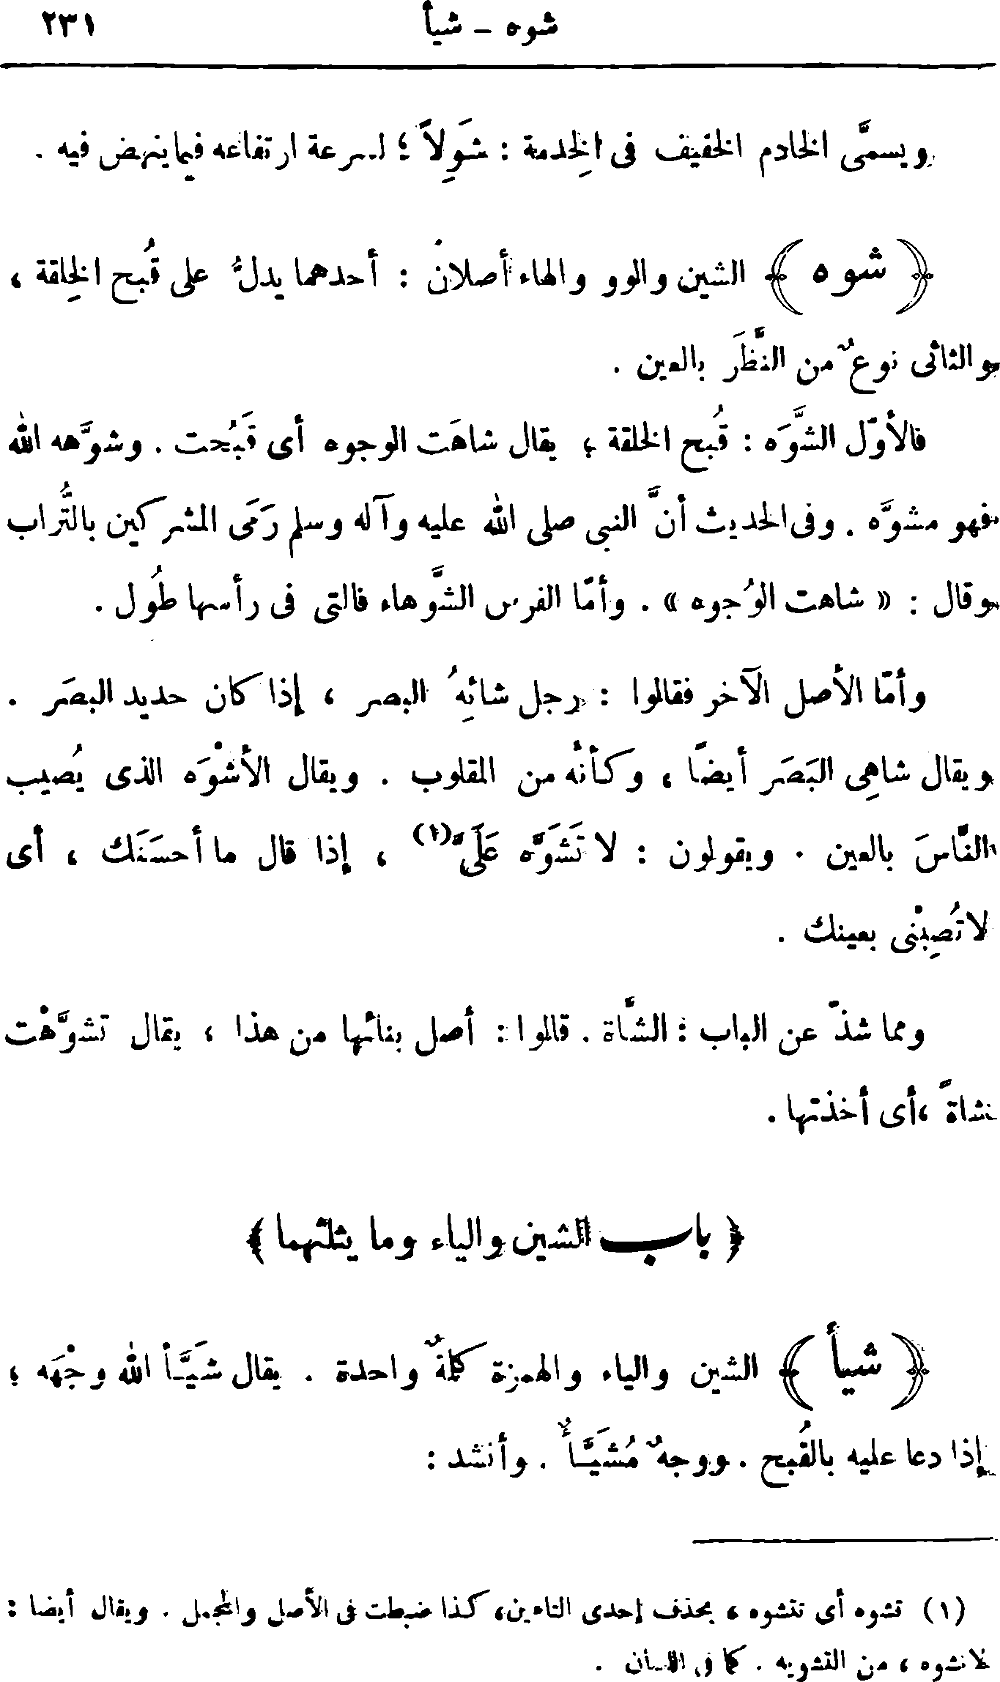 شوه — شيأ ٢٣١
ويسمَّى الخادم الخفيف فى الخِدمة : شَوِلاً ؛ لسرعة ارتفاعه فيما ينهض فيه .
﴿ شوه ﴾ الشين والوو والهاء أصلان : أحدهما يدلُّ على قُبح الخِلقة ،
والثانى نوعٌ من النَّظَر بالعين .
فالأوّل الشَّوَه : قُبح الخلقة ؛ يقال شاهَت الوجوه أى قَبُحت . وشوَّهه الله
فهو مشوَّه . وفى الحديث أنَّ النبى صلى الله عليه وآله وسلم رَمَى المشركين بالتُّراب
وقال : « شاهت الوُجوه » . وأمّا الفرس الشَّوهاء فالتى فى رأسها طُول .
وأمّا الأصل الآخر فقالوا : رجل شائِهُ البصر ، إذا كان حديد البصَر .
ويقال شاهِى البَصَر أيضًا ، وكأنّه من المقلوب . ويقال الأشْوَه الذى يُصيب
النَّاسَ بالعين . ويقولون : لا تَشَوَّه عَلَىَّ(١) ، إذا قال ما أحسَنَك ، أى
لا تُصِبْنى بعينك .
ومما شذّ عن الباب : الشَّاة . قالوا : أصل بنائها من هذا ، يقال تشوَّهْت
شاةً ، أى أخذتها .
﴿ باب الشين والياء وما يثلثهما ﴾
﴿ شيأ ﴾ الشين والياء والهمزة كلمةٌ واحدة . يقال شَيَّأ الله وجْهَه ؛
إذا دعا عليه بالقُبح . ووجهٌ مُشَيَّأٌ . وأنشد :
(١) تشوه أى تتشوه ، بحذف إحدى التاءين، كذا ضبطت فى الأصل والمجمل . ويقال أيضا :
لا تشوه ، من التشويه . كما فى اللسان .